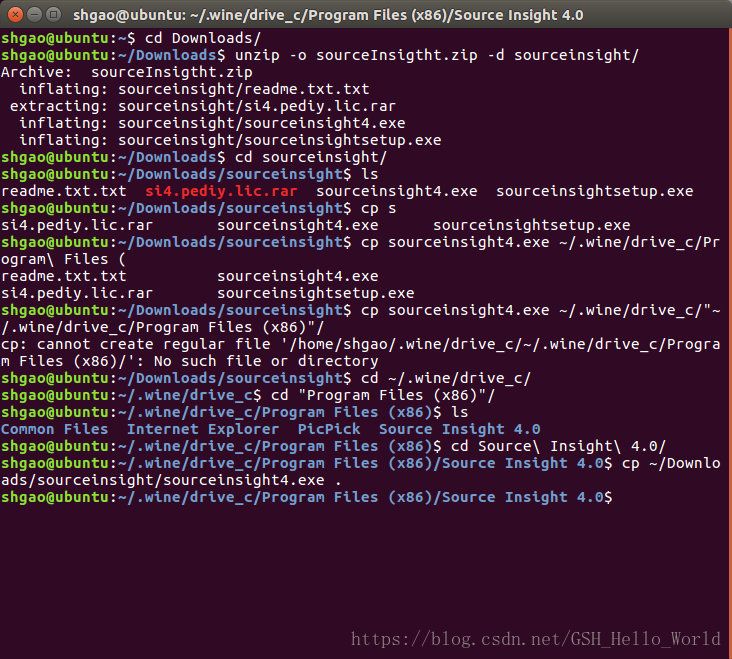 shgao@ubuntu: ~/.wine/drive_c/Program Files (x86)/Source Insight 4.0
shgao@ubuntu:~$ cd Downloads/
shgao@ubuntu:~/Downloads$ unzip -o sourceInsigtht.zip -d sourceinsight/
Archive:  sourceInsigtht.zip
  inflating: sourceinsight/readme.txt.txt
 extracting: sourceinsight/si4.pediy.lic.rar
  inflating: sourceinsight/sourceinsight4.exe
  inflating: sourceinsight/sourceinsightsetup.exe
shgao@ubuntu:~/Downloads$ cd sourceinsight/
shgao@ubuntu:~/Downloads/sourceinsight$ ls
readme.txt.txt  si4.pediy.lic.rar  sourceinsight4.exe  sourceinsightsetup.exe
shgao@ubuntu:~/Downloads/sourceinsight$ cp s
si4.pediy.lic.rar       sourceinsight4.exe      sourceinsightsetup.exe
shgao@ubuntu:~/Downloads/sourceinsight$ cp sourceinsight4.exe ~/.wine/drive_c/Pr
ogram\ Files (
readme.txt.txt          sourceinsight4.exe
si4.pediy.lic.rar       sourceinsightsetup.exe
shgao@ubuntu:~/Downloads/sourceinsight$ cp sourceinsight4.exe ~/.wine/drive_c/"~
/.wine/drive_c/Program Files (x86)"/
cp: cannot create regular file '/home/shgao/.wine/drive_c/~/.wine/drive_c/Progra
m Files (x86)/': No such file or directory
shgao@ubuntu:~/Downloads/sourceinsight$ cd ~/.wine/drive_c/
shgao@ubuntu:~/.wine/drive_c$ cd "Program Files (x86)"/
shgao@ubuntu:~/.wine/drive_c/Program Files (x86)$ ls
Common Files  Internet Explorer  PicPick  Source Insight 4.0
shgao@ubuntu:~/.wine/drive_c/Program Files (x86)$ cd Source\ Insight\ 4.0/
shgao@ubuntu:~/.wine/drive_c/Program Files (x86)/Source Insight 4.0$ cp ~/Downlo
ads/sourceinsight/sourceinsight4.exe .
shgao@ubuntu:~/.wine/drive_c/Program Files (x86)/Source Insight 4.0$
https://blog.csdn.net/GSH_Hello_World